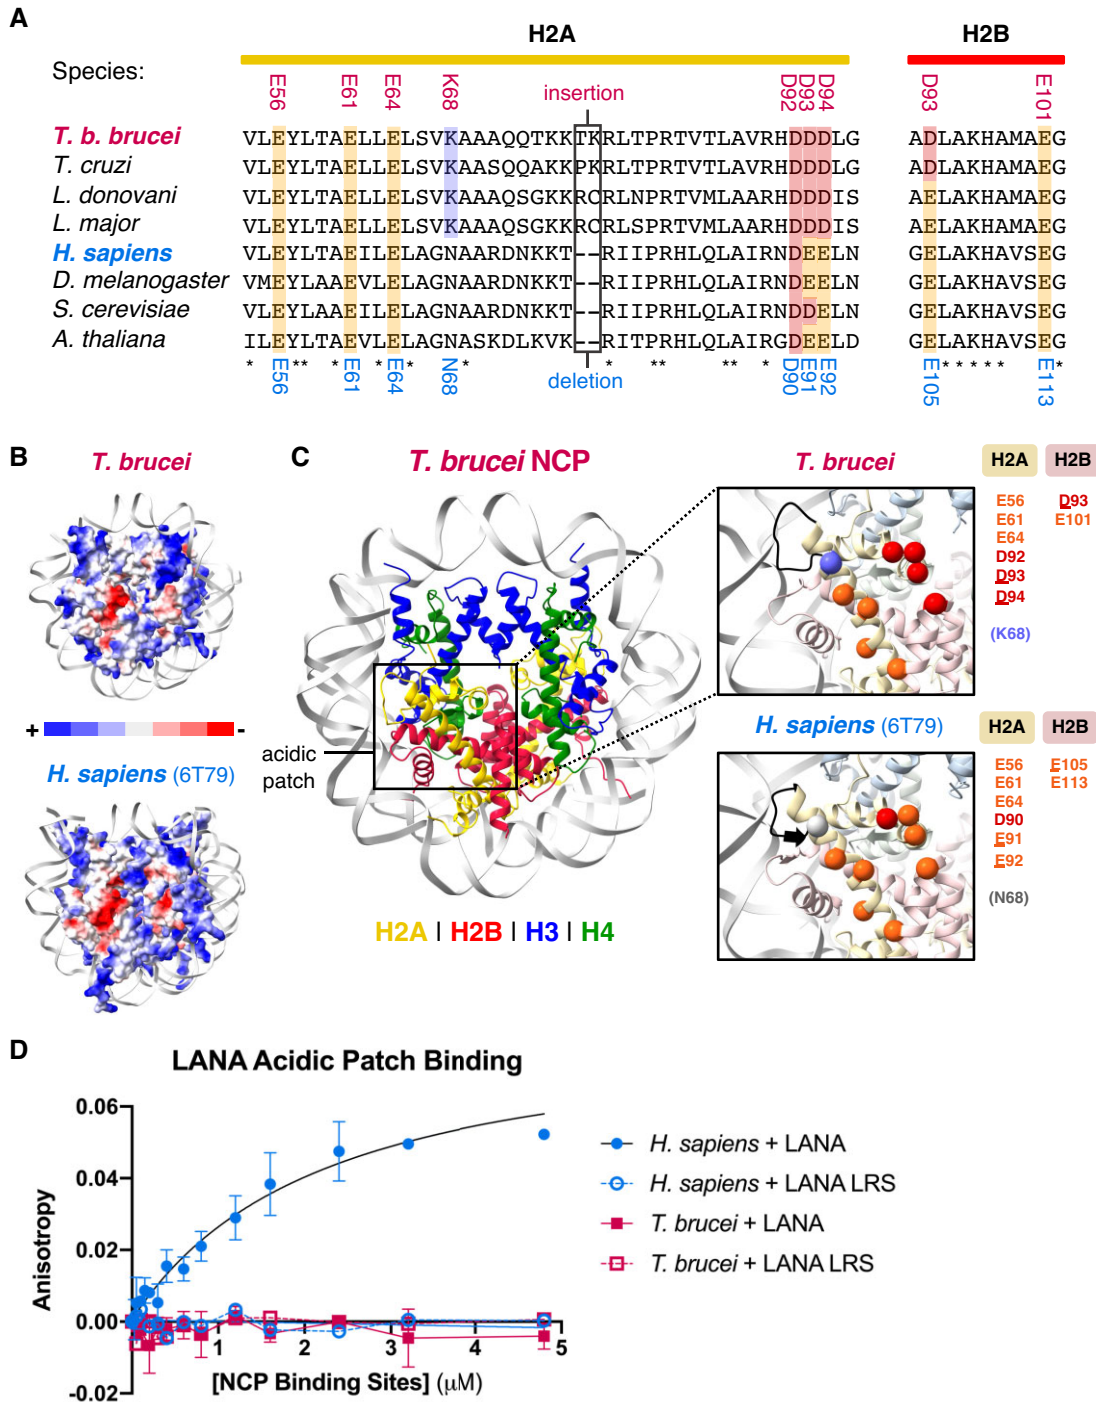 A
H2A
H2B
Species:
E56 E61 E64 K68 insertion D92 D93 D94 D93 E101
T. b. brucei VLEYLTAELLELSVKAAAQQTKKTKRLTPRTVTLAVRHDDDLG ADLAKHAMAEG
T. cruzi VLEYLTAELLELSVKAASQQAKKPKRLTPRTVTLAVRHDDDLG ADLAKHAMAEG
L. donovani VLEYLTAELLELSVKAAAQSGKKRCRLNPRTVMLAARHDDDIS AELAKHAMAEG
L. major VLEYLTAELLELSVKAAAQSGKKRCRLSPRTVMLAARHDDDIS AELAKHAMAEG
H. sapiens VLEYLTAEILELAGNAARDNKKT--RIIPRHLQLAIRNDEELN GELAKHAVSEG
D. melanogaster VMEYLAAEVLELAGNAARDNKKT--RIIPRHLQLAIRNDEELN GELAKHAVSEG
S. cerevisiae VLEYLAAEILELAGNAARDNKKT--RIIPRHLQLAIRNDDELN GELAKHAVSEG
A. thaliana ILEYLTAEVLELAGNASKDLKVK--RITPRHLQLAIRGDEELD GELAKHAVSEG
* ** * * * * * ** ** * * * * * *
E56 E61 E64 N68 deletion D90 E91 E92 E105 E113
B
T. brucei
+ -
H. sapiens (6T79)
C
T. brucei NCP
acidic
patch
H2A | H2B | H3 | H4
T. brucei
H2A H2B
E56 D93
E61 E101
E64
D92
D93
D94
(K68)
H. sapiens (6T79)
H2A H2B
E56 E105
E61 E113
E64
D90
E91
E92
(N68)
D
LANA Acidic Patch Binding
Anisotropy
0.06
0.04
0.02
0.00
-0.02
1 2 3 4 5
[NCP Binding Sites] (μM)
H. sapiens + LANA
H. sapiens + LANA LRS
T. brucei + LANA
T. brucei + LANA LRS